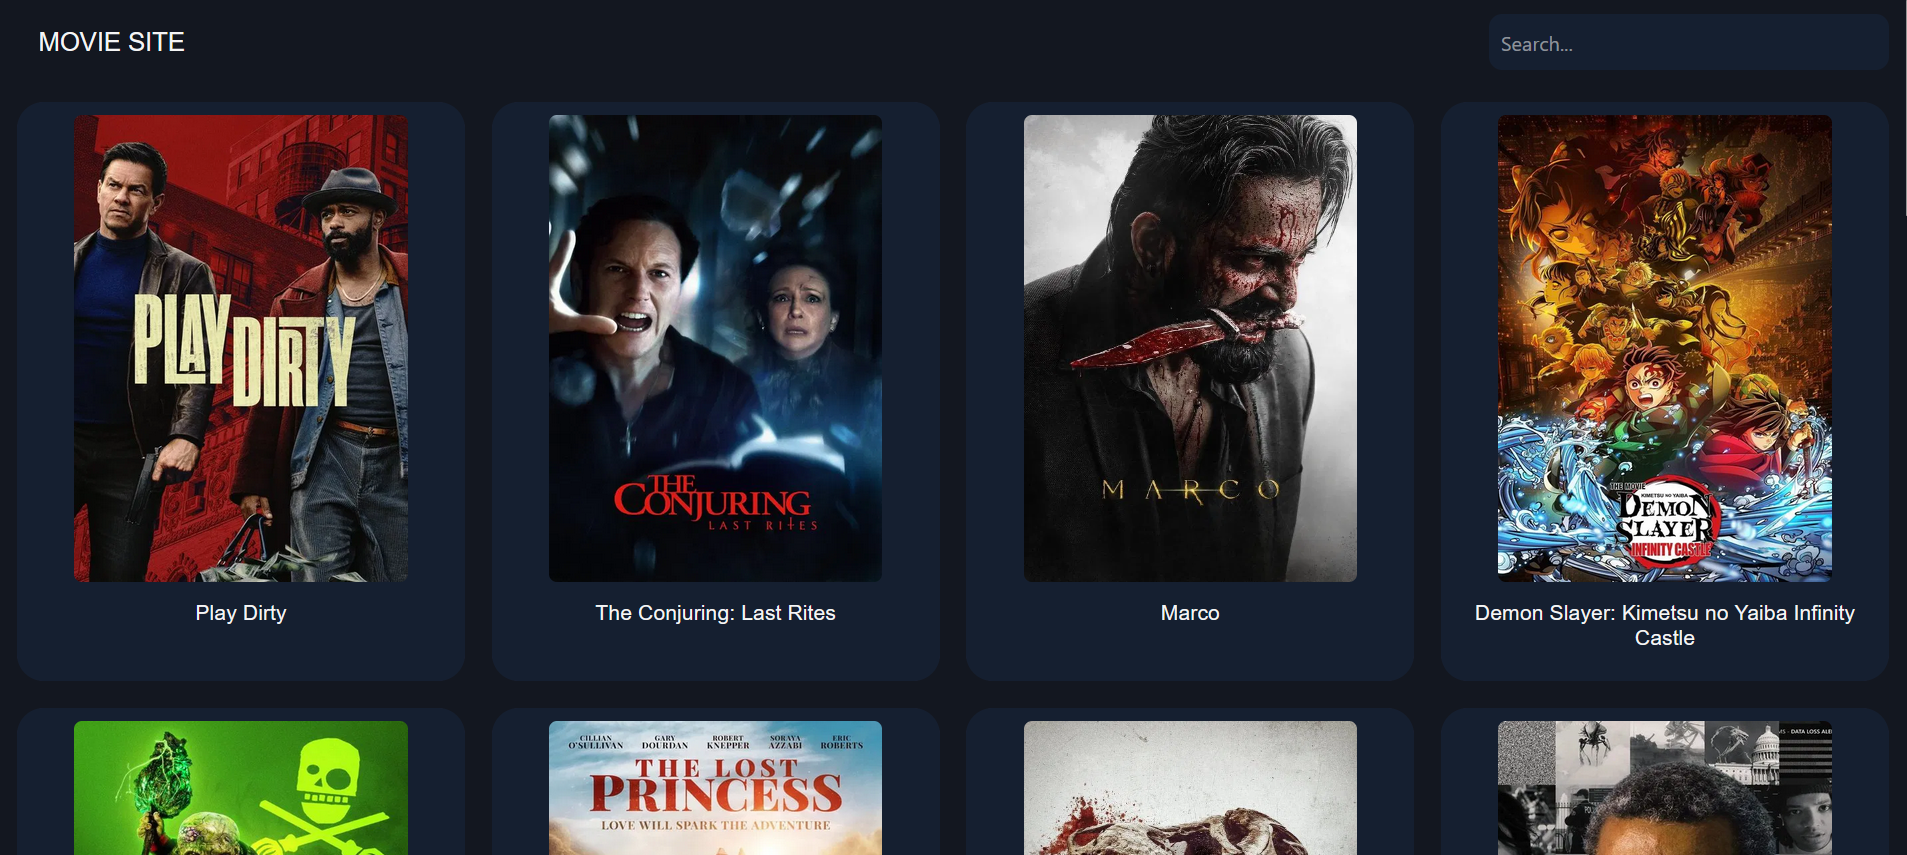 MOVIE SITE
Search...
PLAY
DIRTY
THE
CONJURING
LAST RITES
MARCO
THE MOVIE
KIMETSU NO YAIBA
DEMON
SLAYER
INFINITY CASTLE
Play Dirty
The Conjuring: Last Rites
Marco
Demon Slayer: Kimetsu no Yaiba Infinity
Castle
CILLIAN O'SULLIVAN
GARY DOURDAN
ROBERT KNEPPER
SORAYA AZZABI
ERIC ROBERTS
THE LOST
PRINCESS
LOVE WILL SPARK THE ADVENTURE
DATA LOSS